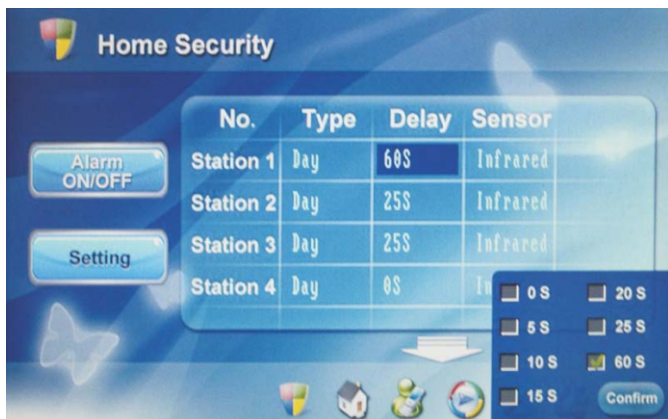 Home Security
No. Type Delay Sensor
Alarm
ON/OFF
Station 1 Day 60S Infrared
Station 2 Day 25S Infrared
Setting
Station 3 Day 25S Infrared
Station 4 Day 0S
0 S 20 S
5 S 25 S
10 S 60 S
15 S Confirm